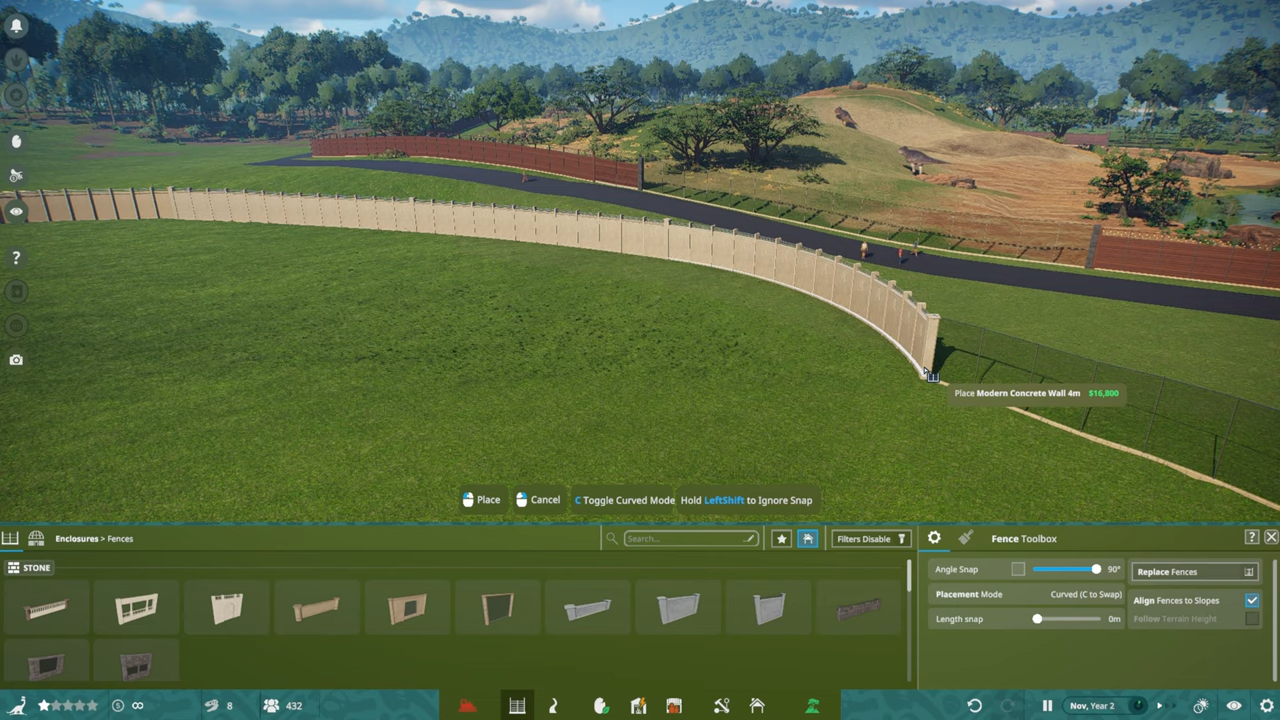 ?
Place Modern Concrete Wall 4m $16,800
Place Cancel C Toggle Curved Mode Hold LeftShift to Ignore Snap
Enclosures > Fences
Search...
Filters Disable
Fence Toolbox
?
STONE
Angle Snap 90°
Replace Fences
Placement Mode Curved (C to Swap)
Align Fences to Slopes
Length snap 0m
Follow Terrain Height
∞
8
432
Nov, Year 2